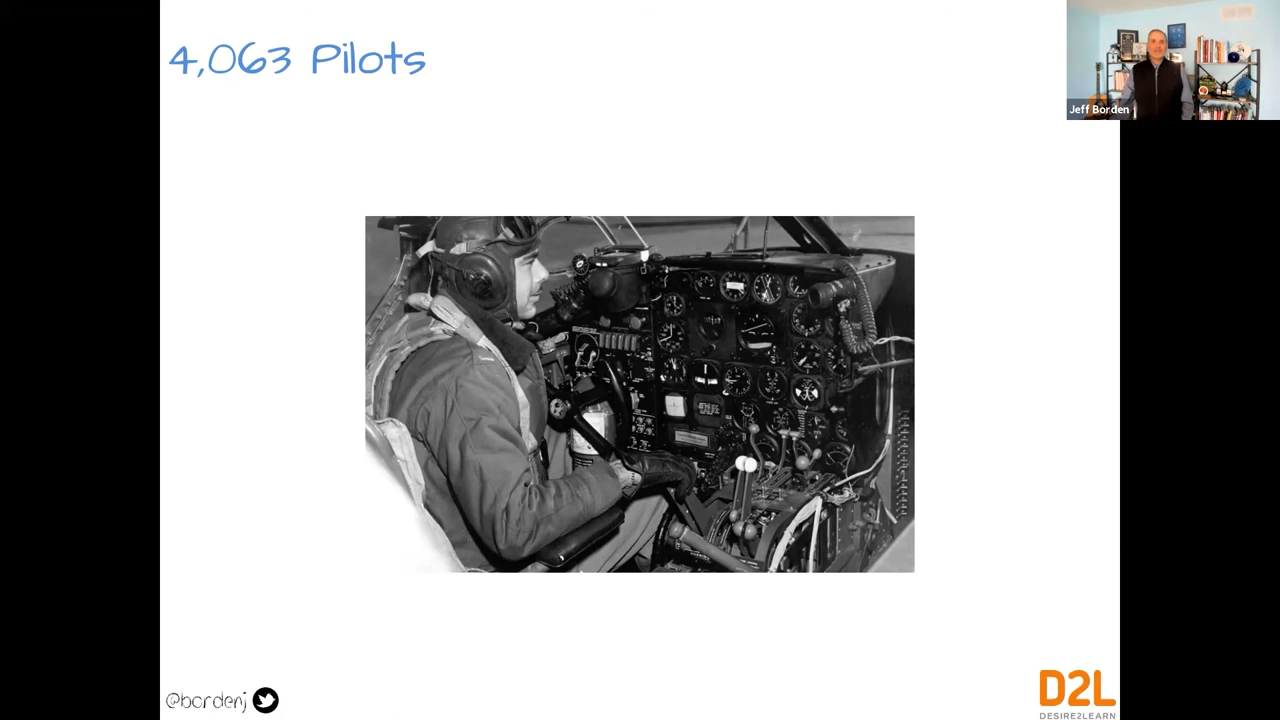 4,063 Pilots
Jeff Borden
@bordenj
D2L
DESIRE2LEARN